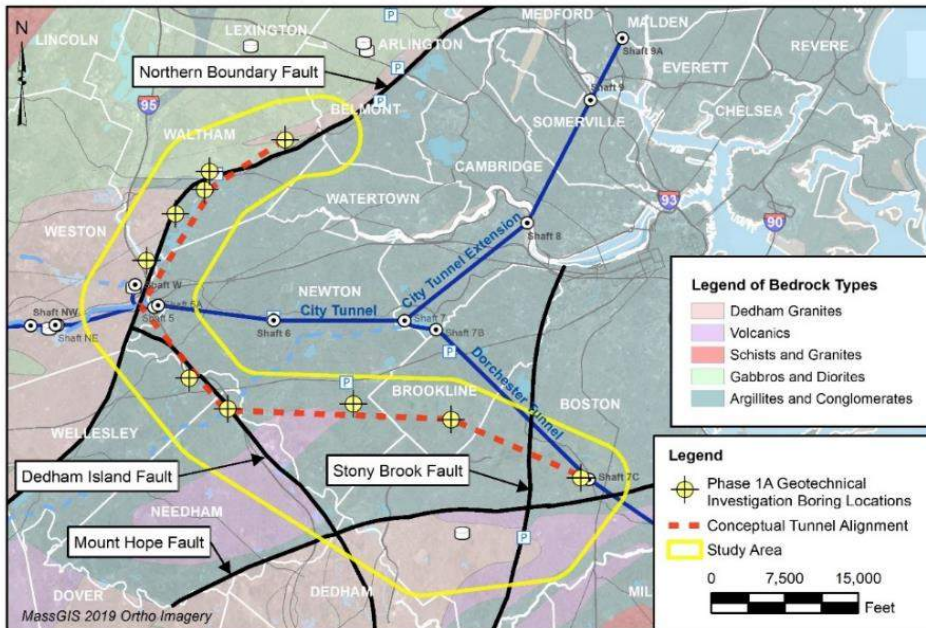 N
LINCOLN
LEXINGTON
P
ARLINGTON
MEDFORD
MALDEN
Shaft 9A
REVERE
EVERETT
Northern Boundary Fault
P
95
BELMONT
P
Shaft 9
SOMERVILLE
CHELSEA
WALTHAM
CAMBRIDGE
WATERTOWN
93
90
WESTON
Shaft 8
City Tunnel Extension
Shaft W
NEWTON
Shaft NW
Shaft 5A
Shaft 5
City Tunnel
Shaft NE
Shaft 6
Shaft 7
Shaft 7B
P
Dorchester Tunnel
P
BROOKLINE
BOSTON
WELLESLEY
Dedham Island Fault
Stony Brook Fault
Shaft 7C
NEEDHAM
Mount Hope Fault
P
DOVER
DEDHAM
MIL
MassGIS 2019 Ortho Imagery
Legend of Bedrock Types
Dedham Granites
Volcanics
Schists and Granites
Gabbros and Diorites
Argillites and Conglomerates
Legend
Phase 1A Geotechnical
Investigation Boring Locations
Conceptual Tunnel Alignment
Study Area
0 7,500 15,000
Feet